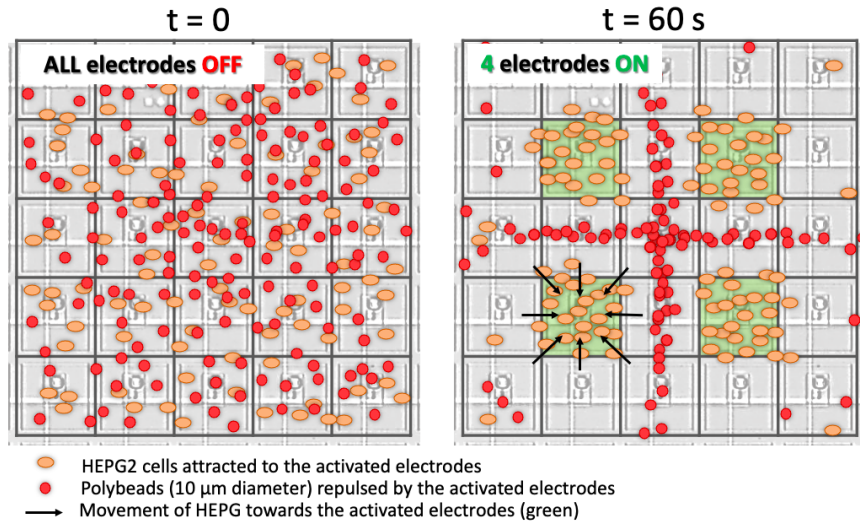 t = 0
t = 60 s
ALL electrodes OFF
4 electrodes ON
HEPG2 cells attracted to the activated electrodes
Polybeads (10 µm diameter) repulsed by the activated electrodes
Movement of HEPG towards the activated electrodes (green)